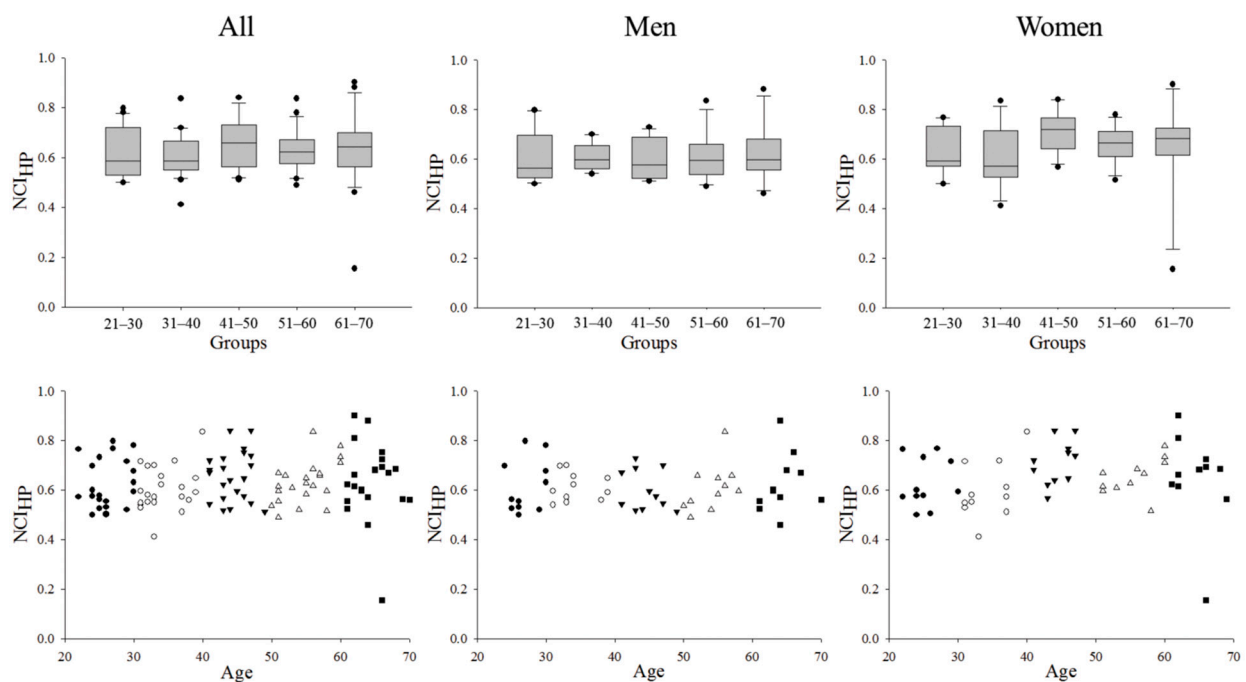 All Men Women
1.0 1.0 1.0
0.8 0.8 0.8
0.6 0.6 0.6
NCIHP NCIHP NCIHP
0.4 0.4 0.4
0.2 0.2 0.2
0.0 0.0 0.0
21–30 31–40 41–50 51–60 61–70 21–30 31–40 41–50 51–60 61–70 21–30 31–40 41–50 51–60 61–70
Groups Groups Groups
1.0 1.0 1.0
0.8 0.8 0.8
0.6 0.6 0.6
NCIHP NCIHP NCIHP
0.4 0.4 0.4
0.2 0.2 0.2
0.0 0.0 0.0
20 30 40 50 60 70 20 30 40 50 60 70 20 30 40 50 60 70
Age Age Age